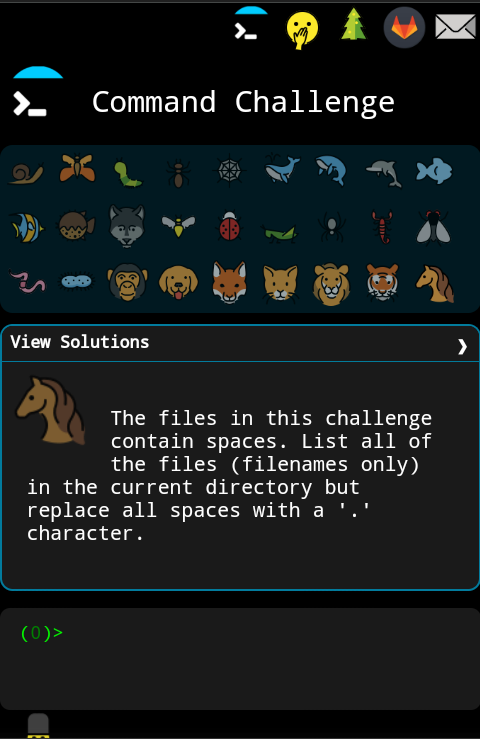 Command Challenge
View Solutions ❯
The files in this challenge
contain spaces. List all of
the files (filenames only)
in the current directory but
replace all spaces with a '.'
character.
(0)>